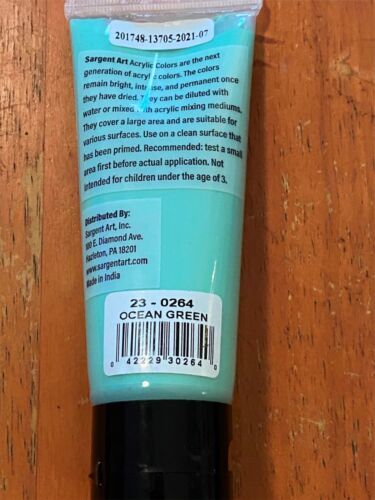 201748-13705-2021-07
Sargent Art Acrylic Colors are the next
generation of acrylic colors. The colors
remain bright, intense, and permanent once
they have dried. They can be diluted with
water or mixed with acrylic mixing mediums.
They cover a large area and are suitable for
various surfaces. Use on a clean surface that
has been primed. Recommended: test a small
area first before actual application. Not
intended for children under the age of 3.
Distributed By:
Sargent Art, Inc.
100 E. Diamond Ave.
Hazleton, PA 18201
www.sargentart.com
Made in India
23 - 0264
OCEAN GREEN
0 42229 30264 0